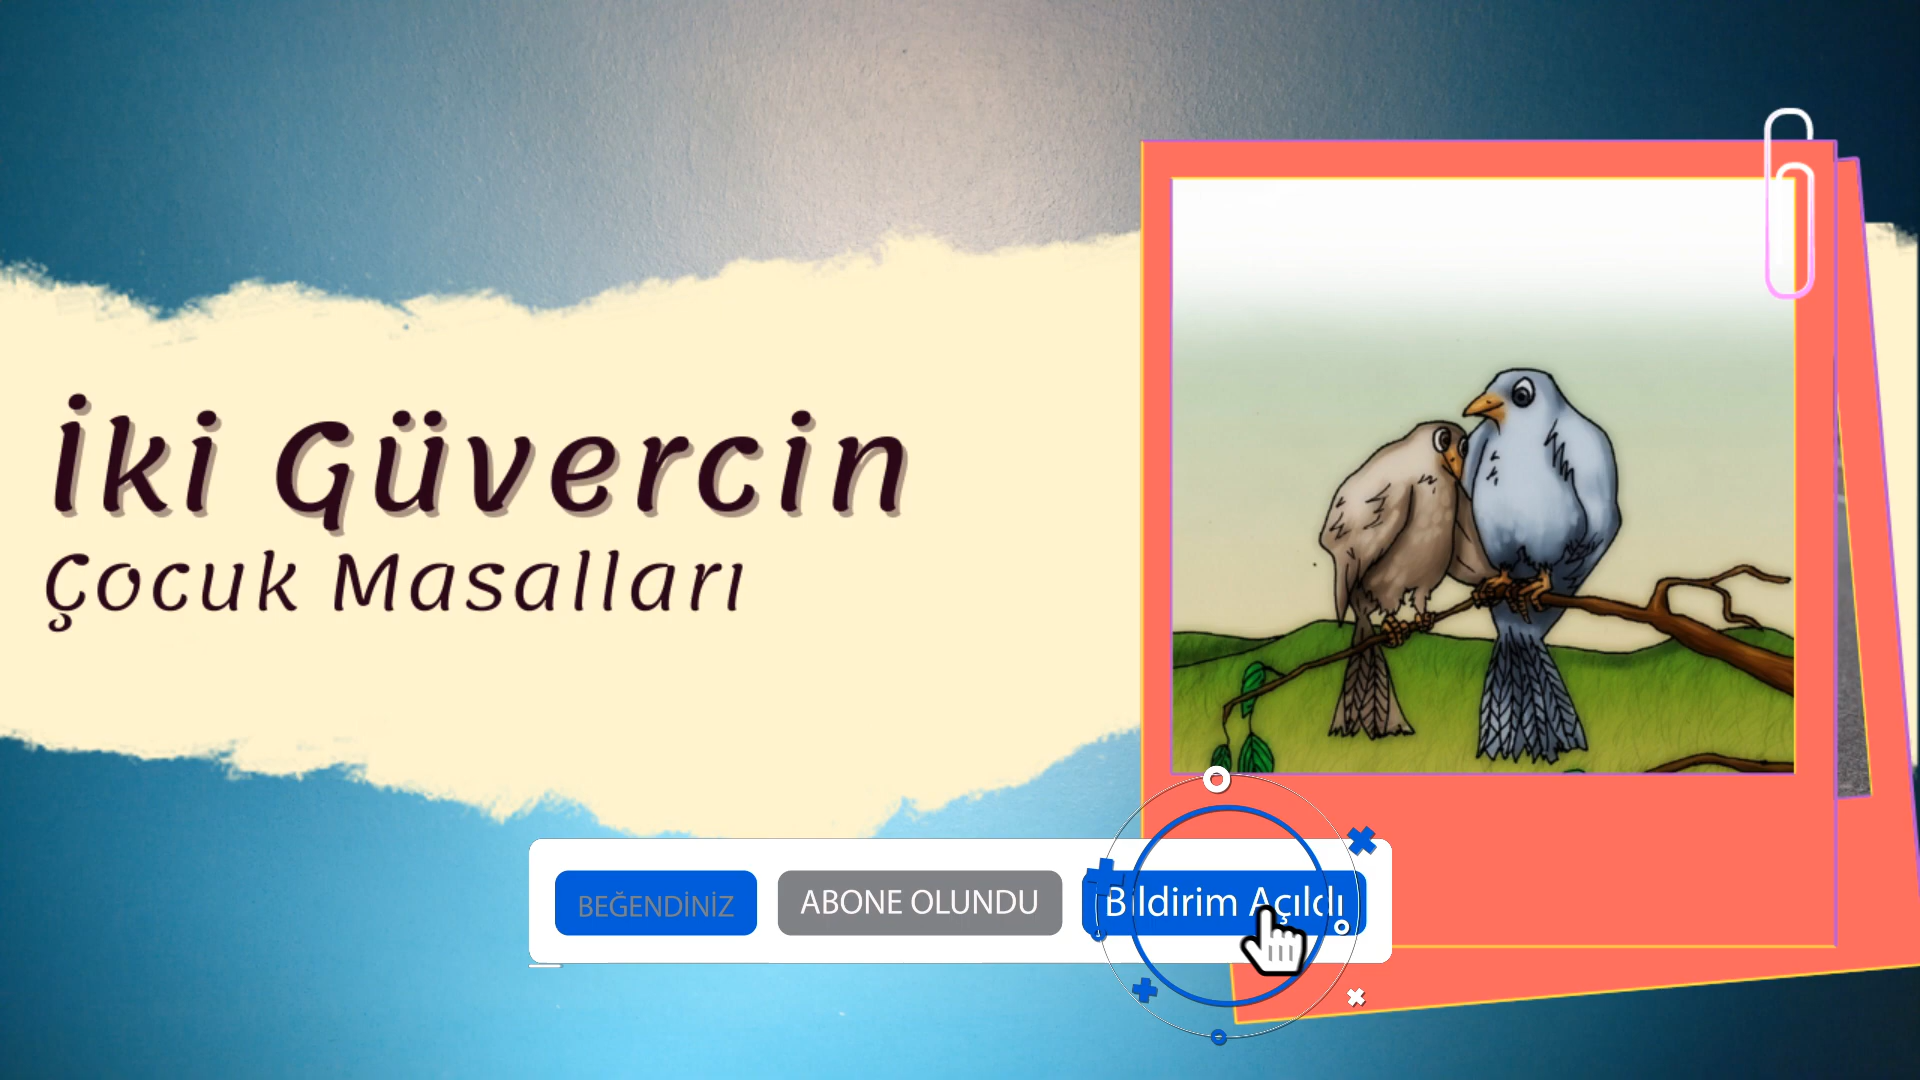 İki Güvercin
Çocuk Masalları
BEĞENDİNİZ
ABONE OLUNDU
Bildirim Açıldı